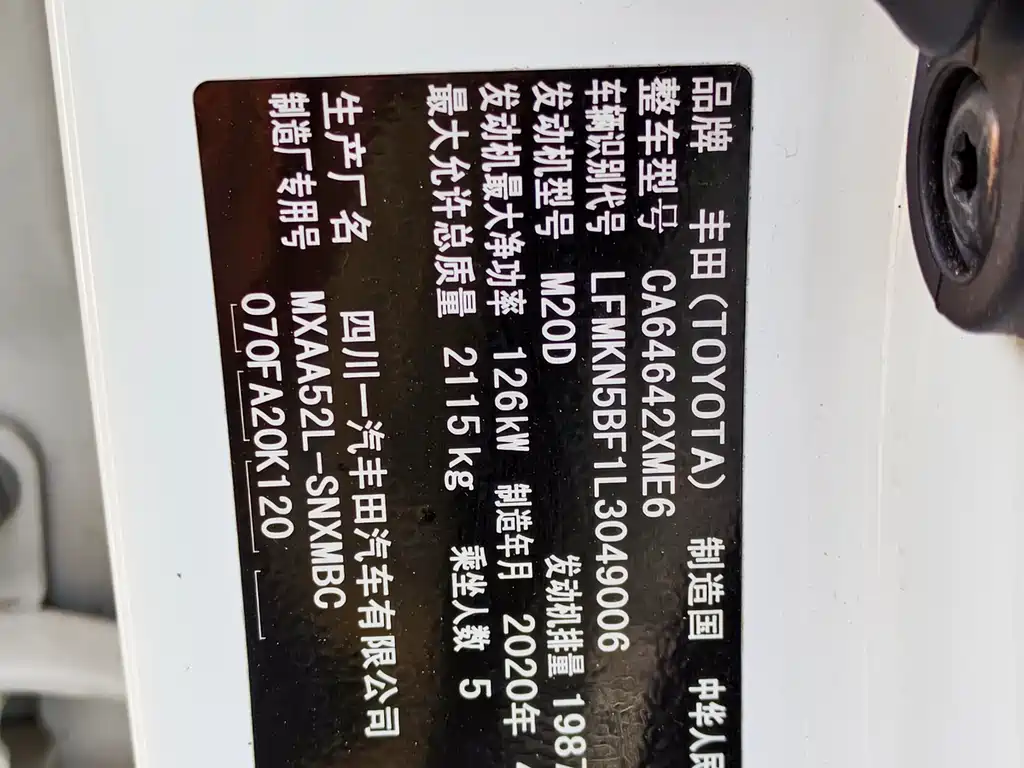 品牌 丰田(TOYOTA) 制造国 中华人民
整车型号 CA64642XME6
车辆识别代号 LFMKN5BF1L3049006
发动机型号 M20D 发动机排量 1987
发动机最大净功率 126kW 制造年月 2020年
最大允许总质量 2115kg 乘坐人数 5
生产厂名 四川一汽丰田汽车有限公司
制造厂专用号 MXAA52L-SNXMBC
070FA20K120